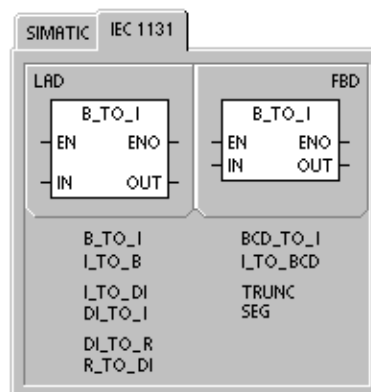 SIMATIC IEC 1131
LAD FBD
B_TO_I B_TO_I
EN ENO EN ENO
IN OUT IN OUT
B_TO_I BCD_TO_I
I_TO_B I_TO_BCD
I_TO_DI TRUNC
DI_TO_I SEG
DI_TO_R
R_TO_DI